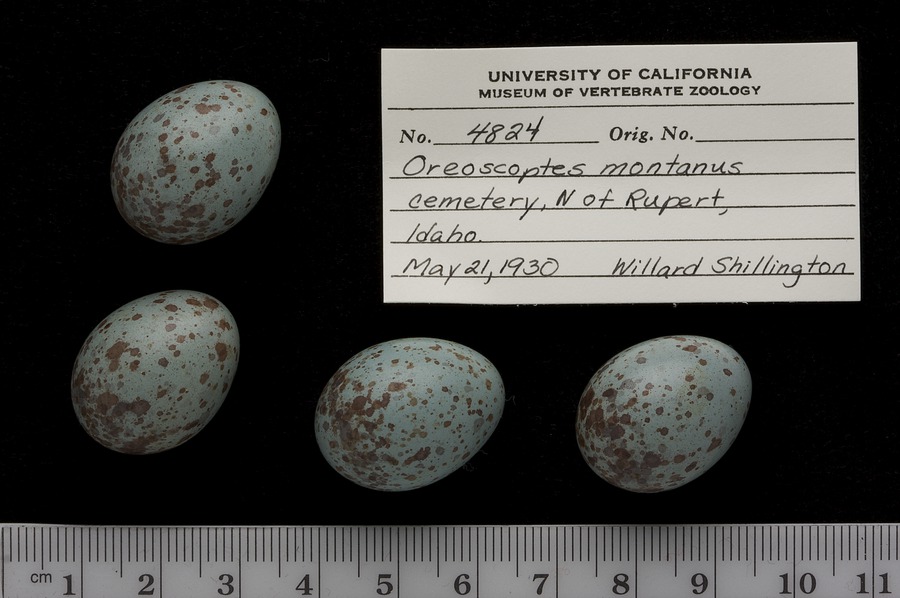 UNIVERSITY OF CALIFORNIA
MUSEUM OF VERTEBRATE ZOOLOGY
No. 4824 Orig. No.
Oreoscoptes montanus
cemetery, N of Rupert,
Idaho.
May 21, 1930 Willard Shillington
cm 1 2 3 4 5 6 7 8 9 10 11